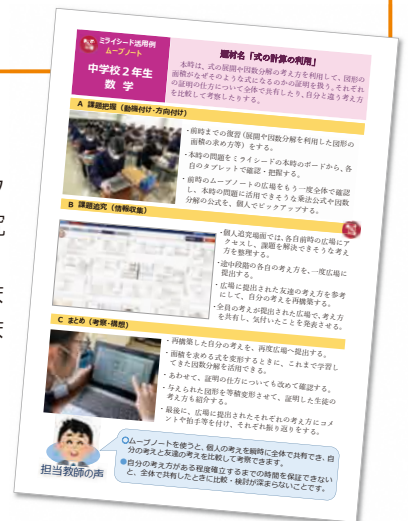 ミライシード活用例
ムーブノート
中学校2年生
数 学
題材名「式の計算の利用」
本時は、式の展開や因数分解の考え方を利用して、図形の
面積がなぜそのような式になるのかの証明を扱う。それぞれ
の証明の仕方について全体で共有したり、自分と違う考え方
を比較して考察したりする。
A 課題把握（動機付け・方向付け）
・前時までの復習（展開や因数分解を利用した図形の
面積の求め方等）をする。
・本時の問題をミライシードの本時のボードから、各
自のタブレットで確認・把握する。
・前時のムーブノートの広場をもう一度全体で確認
し、本時の問題に活用できそうな乗法公式や因数
分解の公式を、個人でピックアップする。
B 課題追究（情報収集）
・個人追究場面では、各自前時の広場にア
クセスし、課題を解決できそうな考え
方を整理する。
・途中段階の各自の考え方を、一度広場に
提出する。
・広場に提出された友達の考え方を参考
にして、自分の考えを再構築する。
・全員の考えが提出された広場で、考え方
を共有し、気付いたことを発表させる。
C まとめ（考察・構想）
・再構築した自分の考えを、再度広場へ提出する。
・面積を求める式を変形するときに、これまで学習し
てきた因数分解を活用できる。
・あわせて、証明の仕方についても改めて確認する。
・与えられた図形を等積変形させて、証明した生徒の
考え方も紹介する。
・最後に、広場に提出されたそれぞれの考え方にコメ
ントや拍手等を付け、それぞれ振り返りをする。
担当教師の声
○ムーブノートを使うと、個人の考えを瞬時に全体で共有でき、自
分の考えと友達の考えを比較して考察できます。
●自分の考え方がある程度確立するまでの時間を保証できない
と、全体で共有したときに比較・検討が深まらないことです。